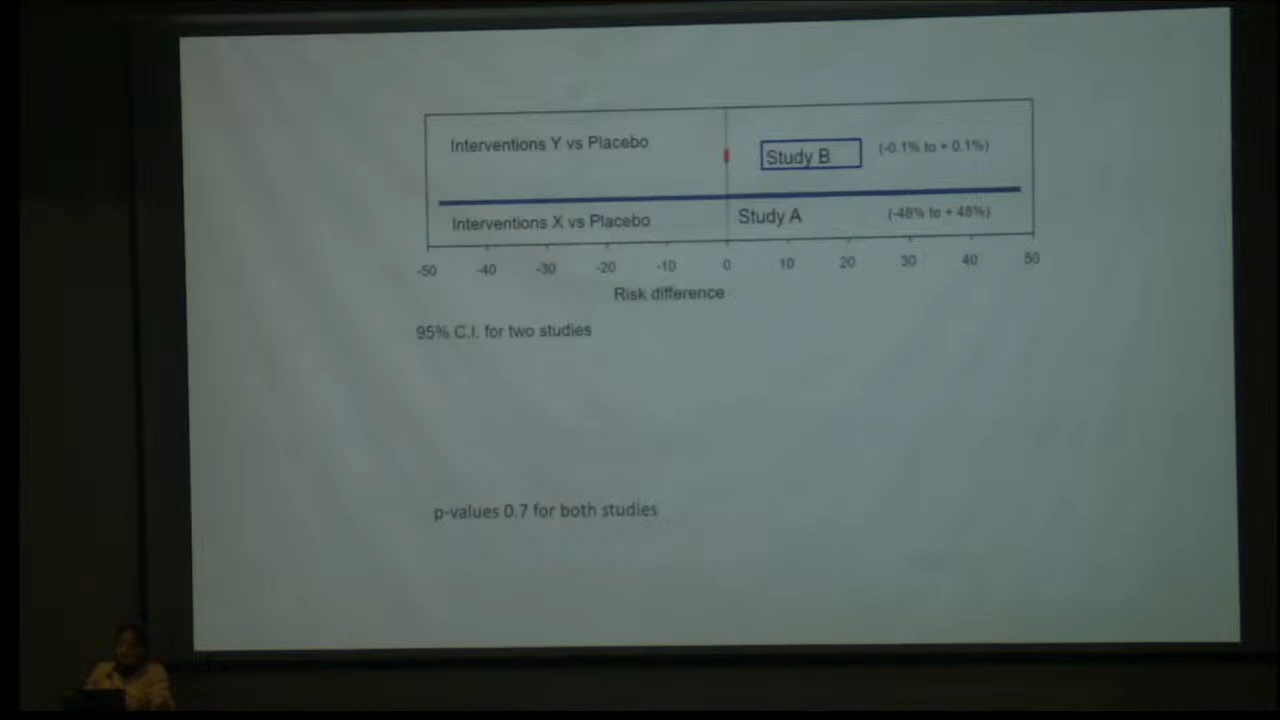 Interventions Y vs Placebo
Study B
(-0.1% to + 0.1%)
Interventions X vs Placebo
Study A
(-48% to + 48%)
-50 -40 -30 -20 -10 0 10 20 30 40 50
Risk difference
95% C.I. for two studies
p-values 0.7 for both studies